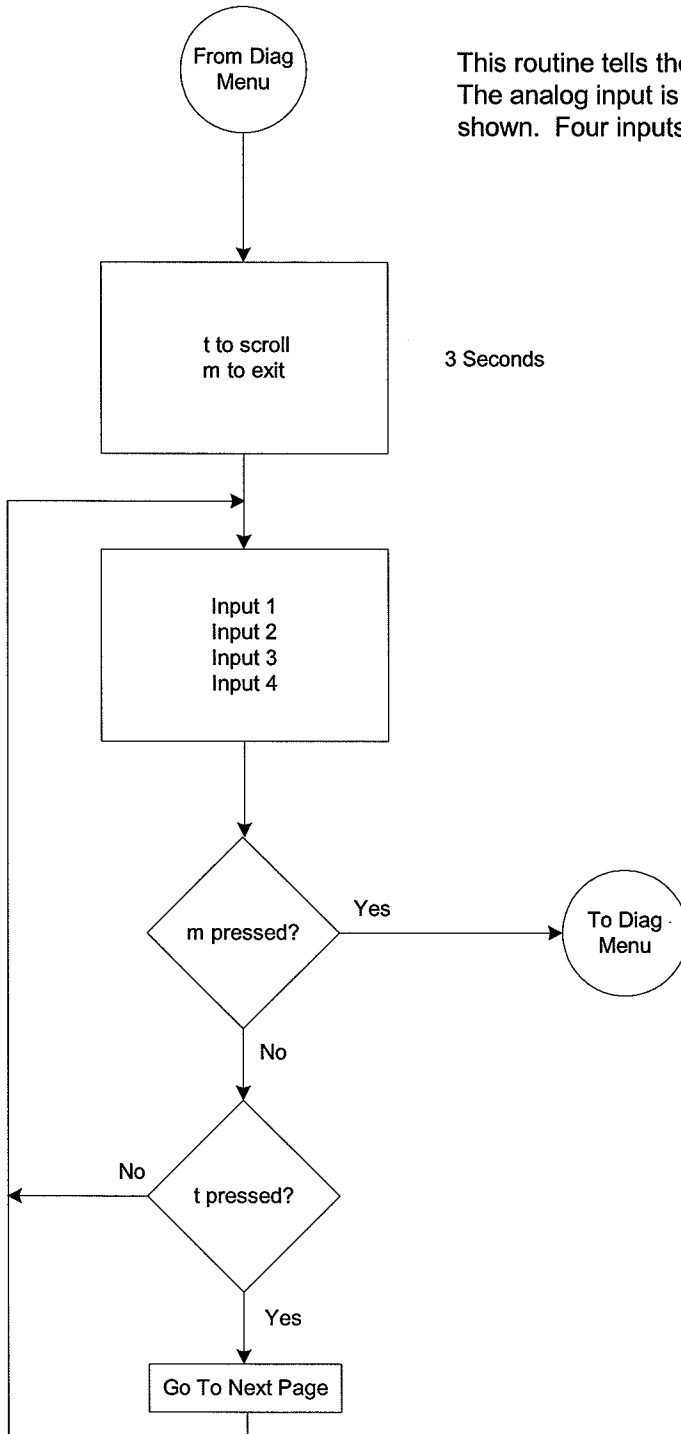 From Diag
Menu
This routine tells the
The analog input is
shown. Four inputs
t to scroll
m to exit
3 Seconds
Input 1
Input 2
Input 3
Input 4
m pressed?
Yes
To Diag
Menu
No
No
t pressed?
Yes
Go To Next Page